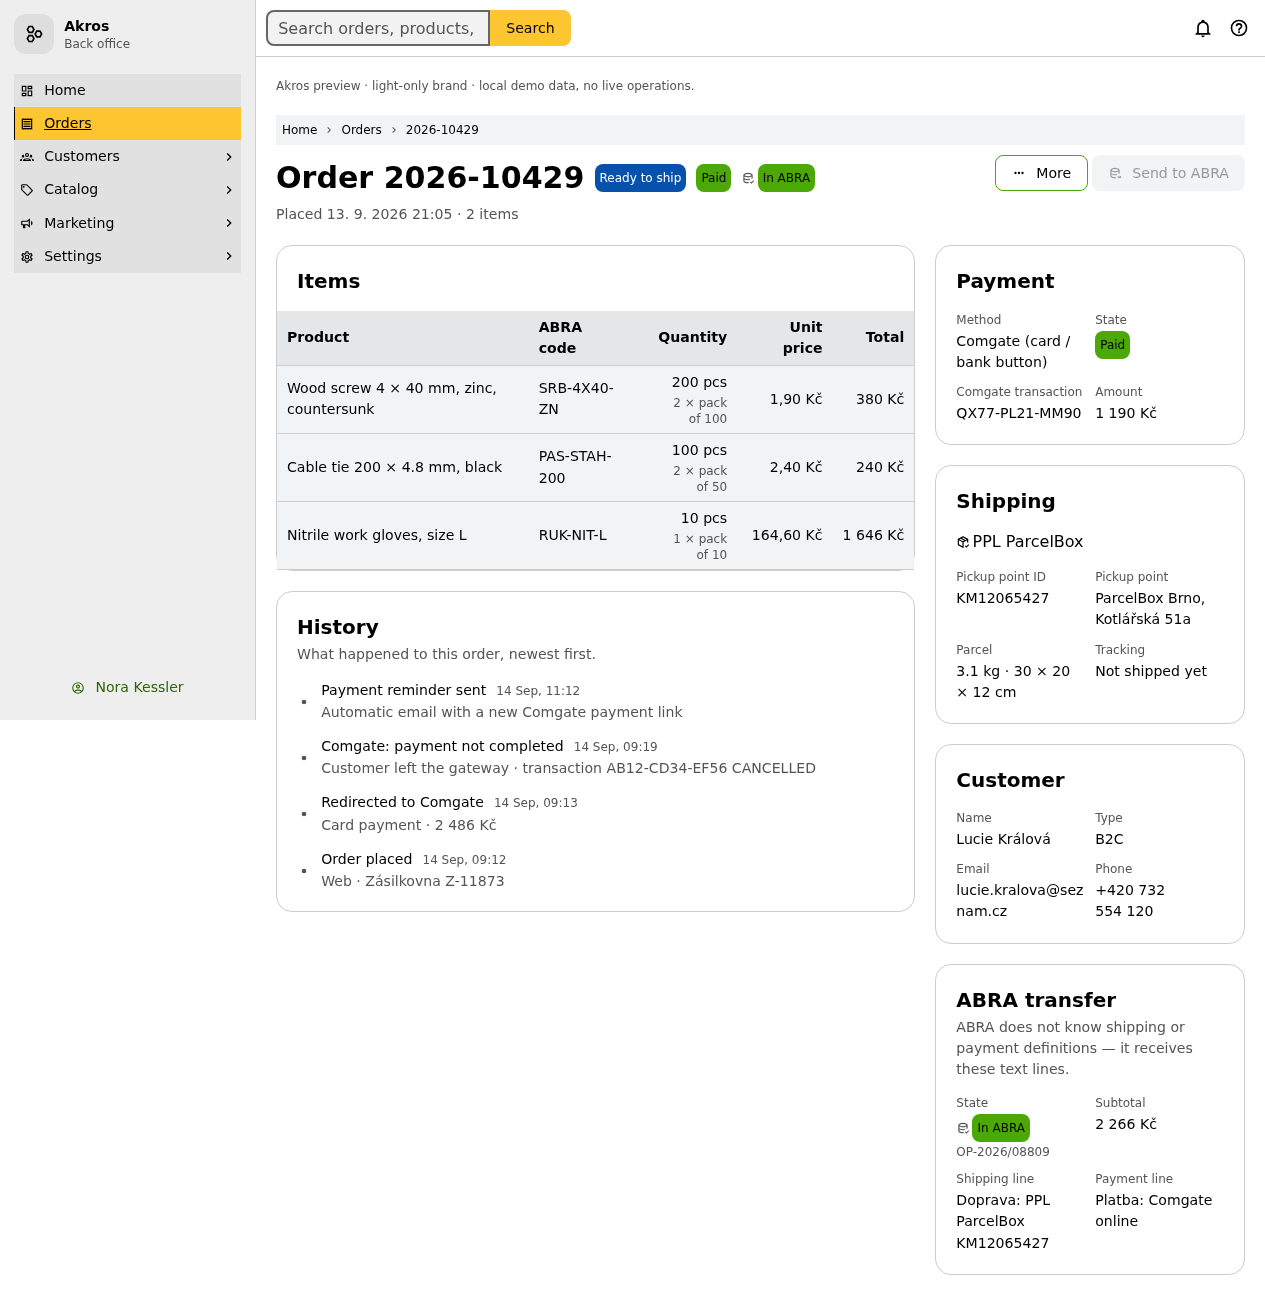 Akros
Back office
Home
Orders
Customers
Catalog
Marketing
Settings
Nora Kessler
Search orders, products,
Search
Akros preview · light-only brand · local demo data, no live operations.
Home › Orders › 2026-10429
Order 2026-10429 Ready to ship Paid In ABRA
More Send to ABRA
Placed 13. 9. 2026 21:05 · 2 items
Items
Product ABRA code Quantity Unit price Total
Wood screw 4 × 40 mm, zinc,
countersunk
SRB-4X40-
ZN
200 pcs
2 × pack
of 100
1,90 Kč
380 Kč
Cable tie 200 × 4.8 mm, black
PAS-STAH-
200
100 pcs
2 × pack
of 50
2,40 Kč
240 Kč
Nitrile work gloves, size L
RUK-NIT-L
10 pcs
1 × pack
of 10
164,60 Kč
1 646 Kč
History
What happened to this order, newest first.
Payment reminder sent 14 Sep, 11:12
Automatic email with a new Comgate payment link
Comgate: payment not completed 14 Sep, 09:19
Customer left the gateway · transaction AB12-CD34-EF56 CANCELLED
Redirected to Comgate 14 Sep, 09:13
Card payment · 2 486 Kč
Order placed 14 Sep, 09:12
Web · Zásilkovna Z-11873
Payment
Method
Comgate (card /
bank button)
State
Paid
Comgate transaction
QX77-PL21-MM90
Amount
1 190 Kč
Shipping
PPL ParcelBox
Pickup point ID
KM12065427
Pickup point
ParcelBox Brno,
Kotlářská 51a
Parcel
3.1 kg · 30 × 20
× 12 cm
Tracking
Not shipped yet
Customer
Name
Lucie Králová
Type
B2C
Email
lucie.kralova@sez
nam.cz
Phone
+420 732
554 120
ABRA transfer
ABRA does not know shipping or
payment definitions — it receives
these text lines.
State
In ABRA
OP-2026/08809
Subtotal
2 266 Kč
Shipping line
Doprava: PPL
ParcelBox
KM12065427
Payment line
Platba: Comgate
online